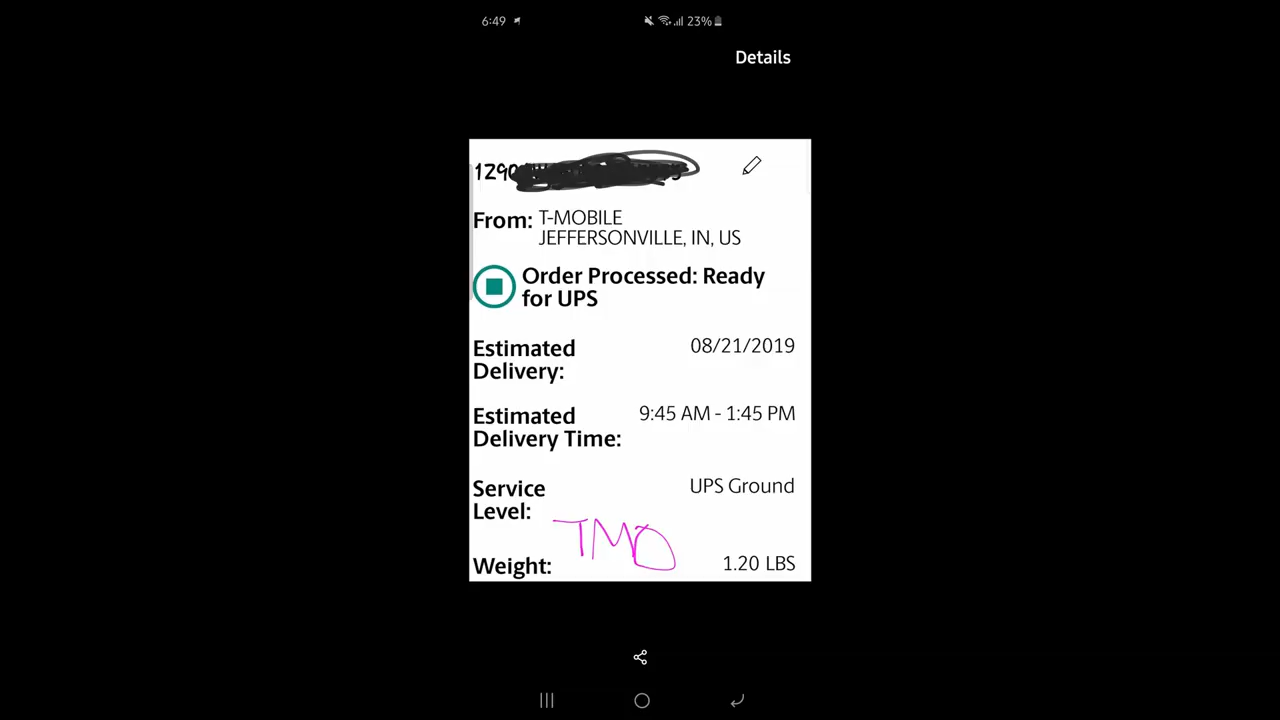 6:49
23%
Details
1290
From: T-MOBILE
JEFFERSONVILLE, IN, US
Order Processed: Ready
for UPS
Estimated
Delivery:
08/21/2019
Estimated
Delivery Time:
9:45 AM - 1:45 PM
Service
Level:
UPS Ground
TMO
Weight:
1.20 LBS